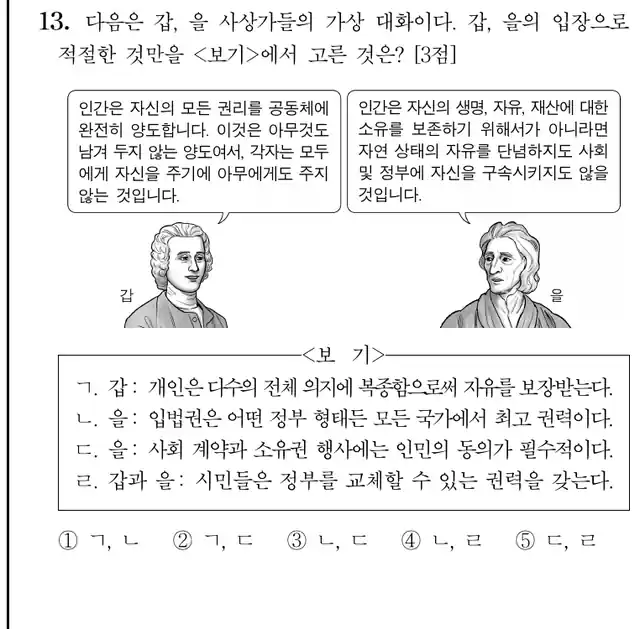 13. 다음은 갑, 을 사상가들의 가상 대화이다. 갑, 을의 입장으로
적절한 것만을 <보기>에서 고른 것은? [3점]
인간은 자신의 모든 권리를 공동체에
완전히 양도합니다. 이것은 아무것도
남겨 두지 않는 양도여서, 각자는 모두
에게 자신을 주기에 아무에게도 주지
않는 것입니다.
인간은 자신의 생명, 자유, 재산에 대한
소유를 보존하기 위해서가 아니라면
자연 상태의 자유를 단념하지도 사회
및 정부에 자신을 구속시키지도 않을
것입니다.
갑
을
<보 기>
ㄱ. 갑: 개인은 다수의 전체 의지에 복종함으로써 자유를 보장받는다.
ㄴ. 을: 입법권은 어떤 정부 형태든 모든 국가에서 최고 권력이다.
ㄷ. 을: 사회 계약과 소유권 행사에는 인민의 동의가 필수적이다.
ㄹ. 갑과 을: 시민들은 정부를 교체할 수 있는 권력을 갖는다.
① ㄱ, ㄴ ② ㄱ, ㄷ ③ ㄴ, ㄷ ④ ㄴ, ㄹ ⑤ ㄷ, ㄹ